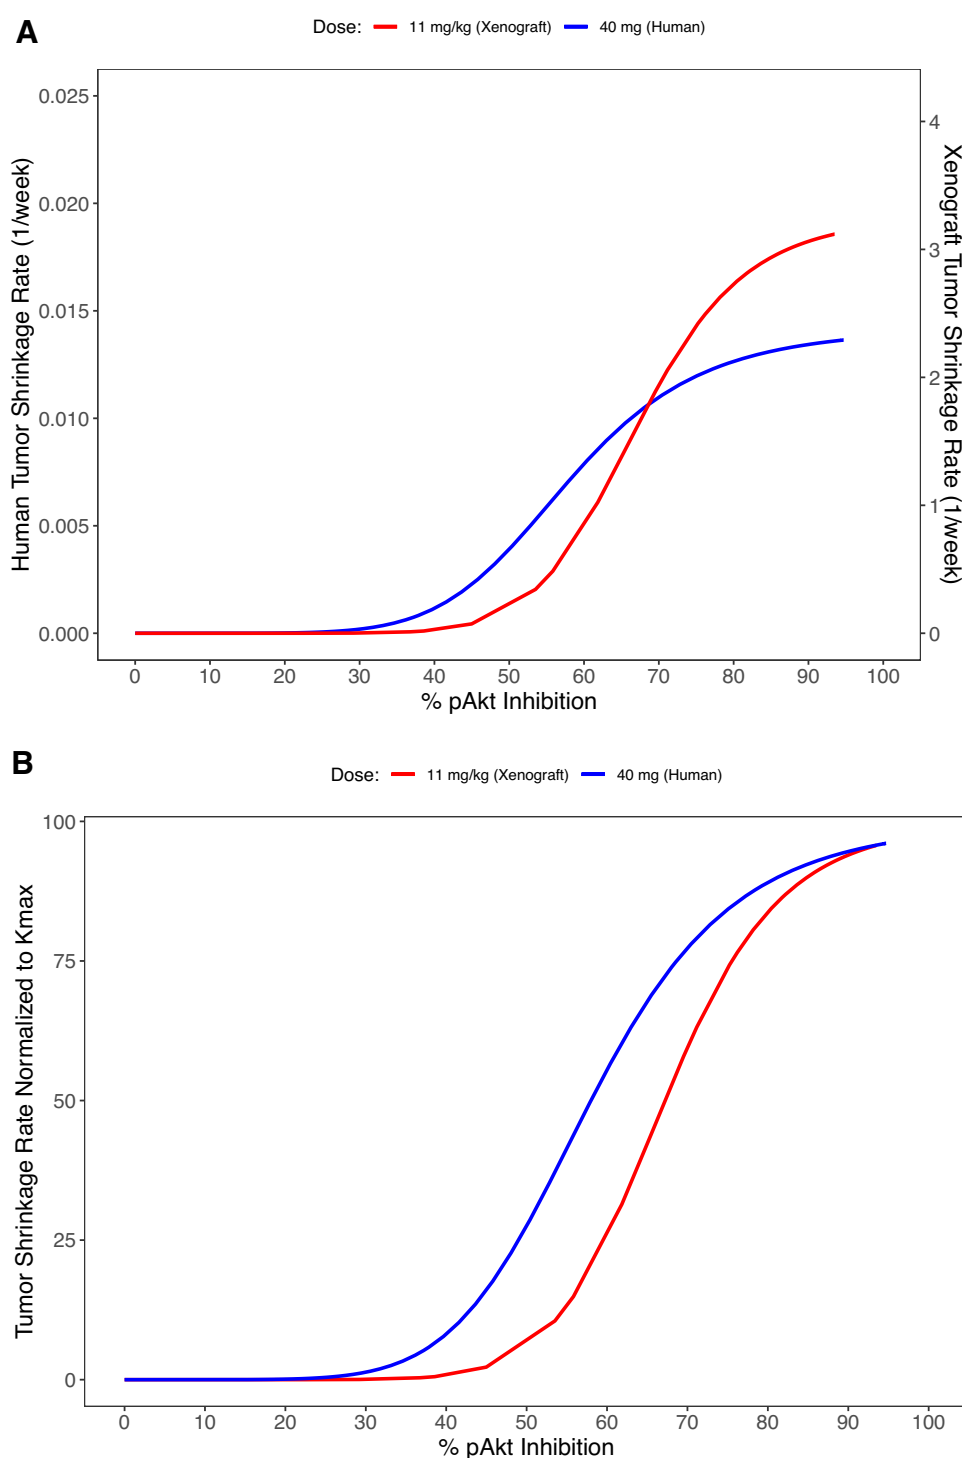 A
Dose: 11 mg/kg (Xenograft) 40 mg (Human)
Human Tumor Shrinkage Rate (1/week)
0.025
0.020
0.015
0.010
0.005
0.000
4
3
2
1
0
Xenograft Tumor Shrinkage Rate (1/week)
0 10 20 30 40 50 60 70 80 90 100
% pAkt Inhibition
B
Dose: 11 mg/kg (Xenograft) 40 mg (Human)
Tumor Shrinkage Rate Normalized to Kmax
100
75
50
25
0
0 10 20 30 40 50 60 70 80 90 100
% pAkt Inhibition